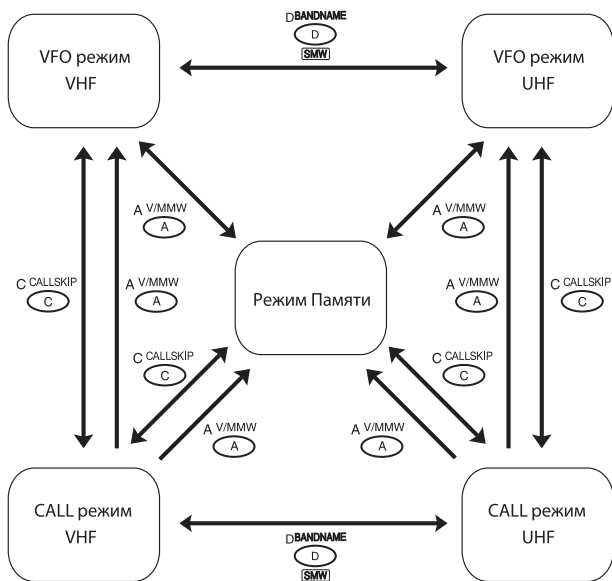 DBANDNAME
D
SMW
VFO режим
VHF
VFO режим
UHF
A V/MMW
A
A V/MMW
A
C CALLSKIP
C
A V/MMW
A
Режим Памяти
A V/MMW
A
C CALLSKIP
C
C CALLSKIP
C
C CALLSKIP
C
A V/MMW
A
A V/MMW
A
CALL режим
VHF
CALL режим
UHF
DBANDNAME
D
SMW